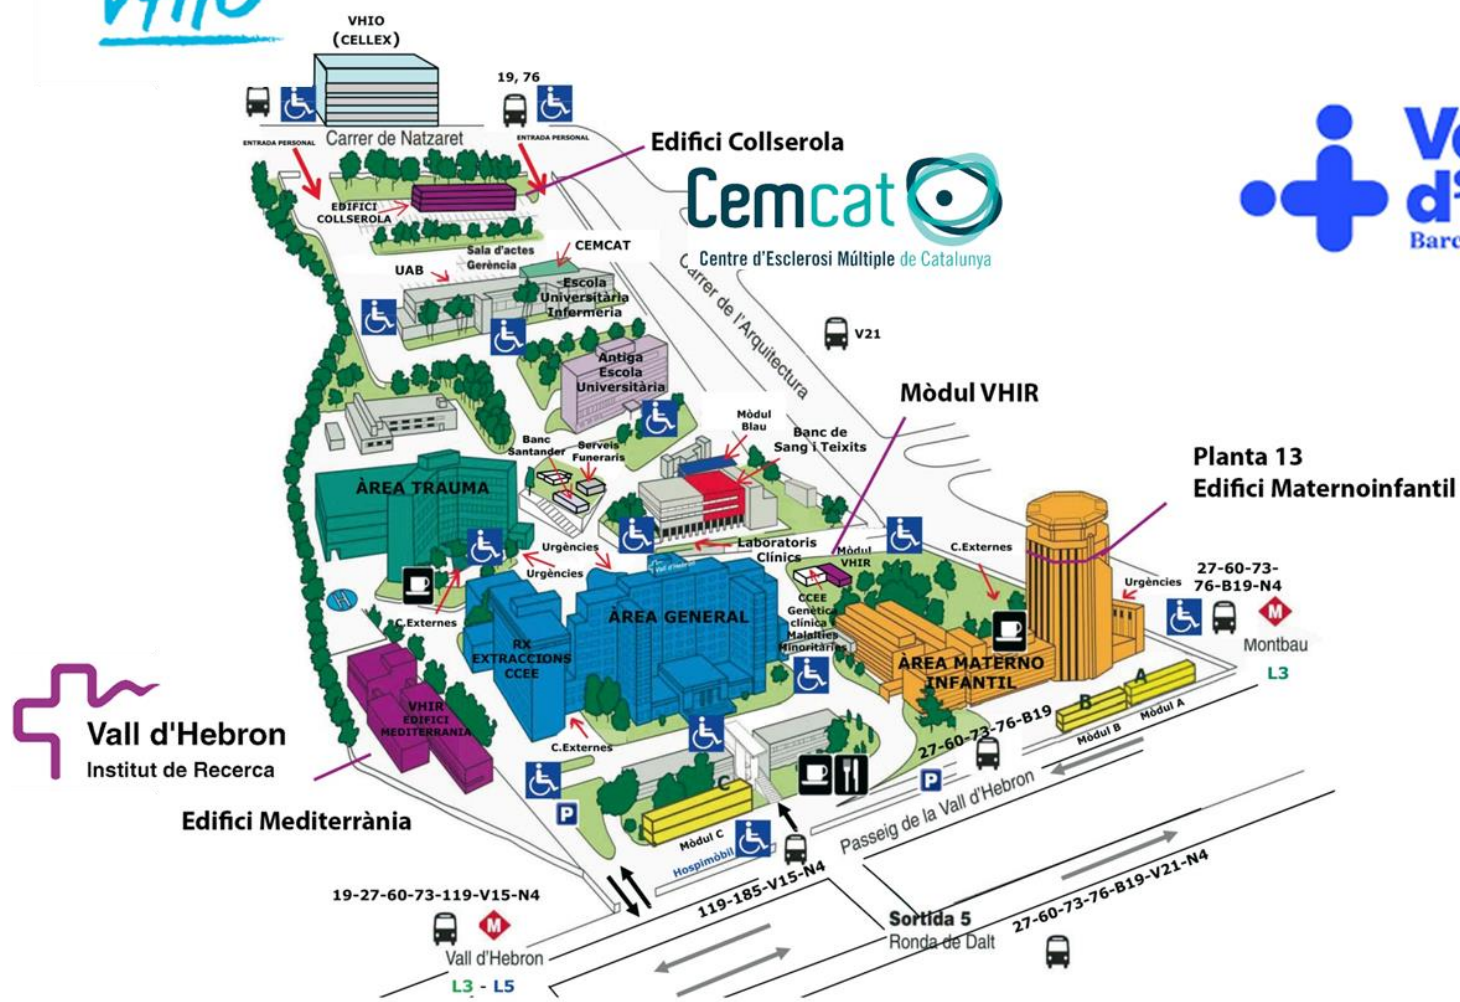 VHIO
VHIO
(CELLEX)
19, 76
ENTRADA PERSONAL
Carrer de Natzaret
ENTRADA PERSONAL
Edifici Collserola
EDIFICI
COLLSEROLA
Cemcat
Centre d'Esclerosi Múltiple de Catalunya
Barc
Sala d'actes
Gerència
CEMCAT
UAB
Escola
Universitària
Infermeria
Carrer de l'Arquitectura
V21
Antiga
Escola
Universitària
Mòdul VHIR
Mòdul
Blau
Banc de
Sang i Teixits
Banc
Santander
Serveis
Funeraris
Planta 13
Edifici Maternoinfantil
ÀREA TRAUMA
Urgències
Urgències
Laboratoris
Clínics
Mòdul
VHIR
C.Externes
Urgències
27-60-73-
76-B19-N4
M
Montbau
L3
Vall d'Hebron
H
C.Externes
ÀREA GENERAL
CCEE
Genètica
clínica i
Malalties
Minoritàries
RX
EXTRACCIONS
CCEE
ÀREA MATERNO
INFANTIL
A
B
Mòdul A
Mòdul B
27-60-73-76-B19
VHIR
EDIFICI
MEDITERRANIA
Vall d'Hebron
Institut de Recerca
Edifici Mediterrània
C.Externes
P
P
C
Mòdul C
Hospimòbil
Passeig de la Vall d'Hebron
119-185-V15-N4
19-27-60-73-119-V15-N4
M
Vall d'Hebron
L3 - L5
Sortida 5
Ronda de Dalt
27-60-73-76-B19-V21-N4